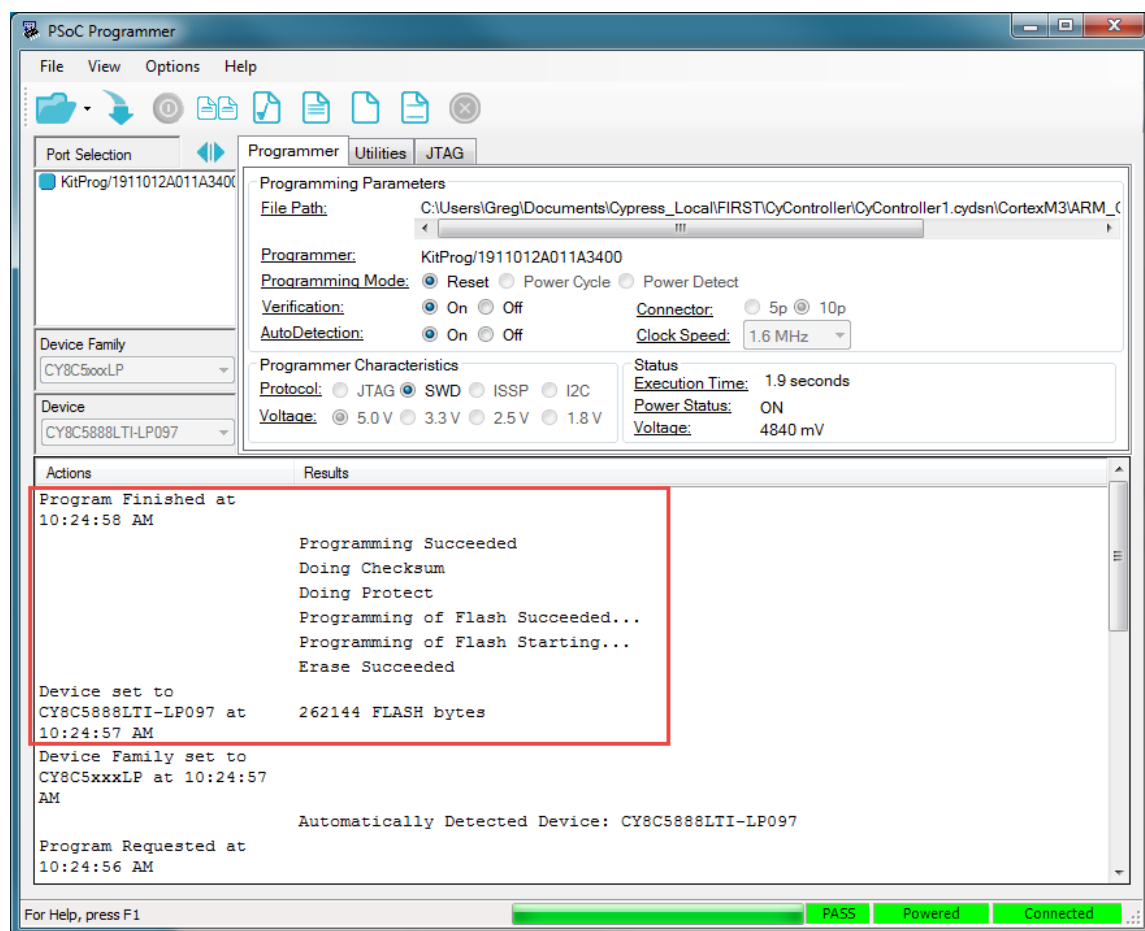 PSoC Programmer
File View Options Help
Port Selection
Programmer Utilities JTAG
KitProg/1911012A011A3400
Programming Parameters
File Path: C:\Users\Greg\Documents\Cypress_Local\FIRST\CyController\CyController1.cydsn\CortexM3\ARM_
Programmer: KitProg/1911012A011A3400
Programming Mode: Reset Power Cycle Power Detect
Verification: On Off Connector: 5p 10p
AutoDetection: On Off Clock Speed: 1.6 MHz
Device Family
CY8C5xxxLP
Programmer Characteristics
Protocol: JTAG SWD ISSP I2C
Voltage: 5.0 V 3.3 V 2.5 V 1.8 V
Status
Execution Time: 1.9 seconds
Power Status: ON
Voltage: 4840 mV
Device
CY8C5888LTI-LP097
Actions Results
Program Finished at
10:24:58 AM
Programming Succeeded
Doing Checksum
Doing Protect
Programming of Flash Succeeded...
Programming of Flash Starting...
Erase Succeeded
Device set to
CY8C5888LTI-LP097 at 262144 FLASH bytes
10:24:57 AM
Device Family set to
CY8C5xxxLP at 10:24:57
AM
Automatically Detected Device: CY8C5888LTI-LP097
Program Requested at
10:24:56 AM
For Help, press F1 PASS Powered Connected